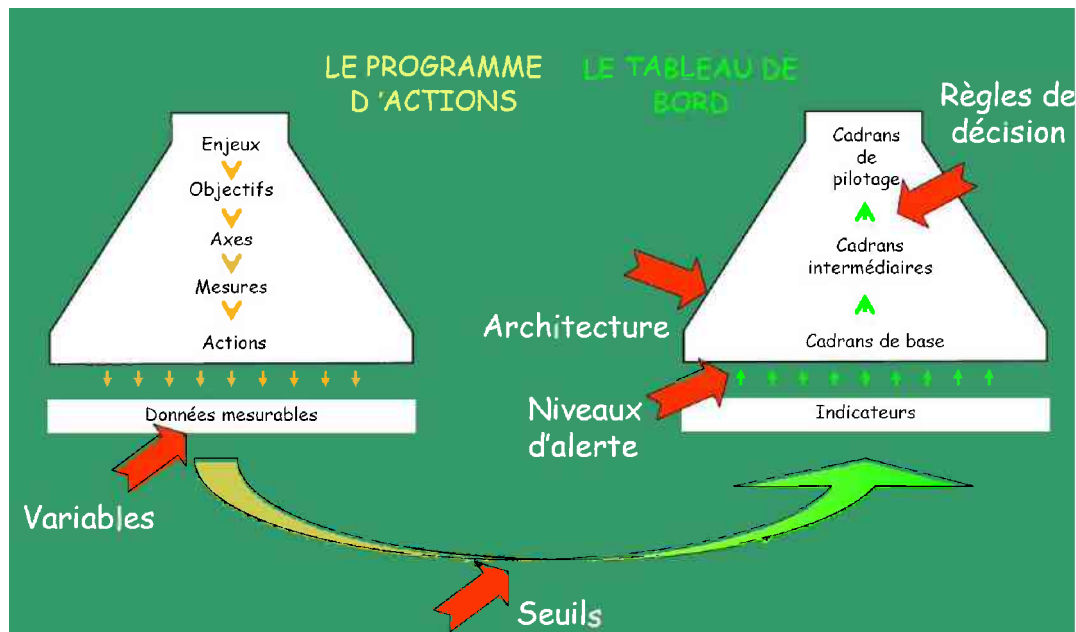 LE PROGRAMME
D 'ACTIONS
LE TABLEAU DE
BORD
Règles de
décision
Enjeux
Objectifs
Axes
Mesures
Actions
Données mesurables
Variables
Cadrans
de
pilotage
Cadrans
intermédiaires
Cadrans de base
Indicateurs
Architecture
Niveaux
d'alerte
Seuils